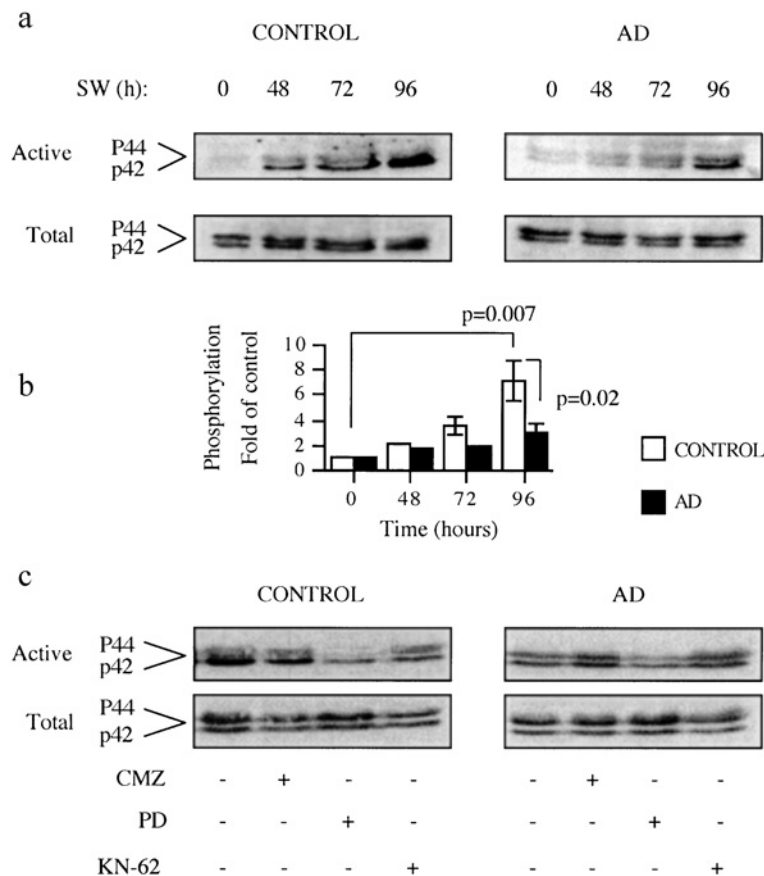 a
CONTROL AD
SW (h): 0 48 72 96 0 48 72 96
Active P44
p42
Total P44
p42
b
Phosphorylation
Fold of control
p=0.007
10
8
6
4
2
0
p=0.02
CONTROL
AD
0 48 72 96
Time (hours)
c
CONTROL AD
Active P44
p42
Total P44
p42
CMZ - + - - - + - -
PD - - + - - - + -
KN-62 - - - + - - - +